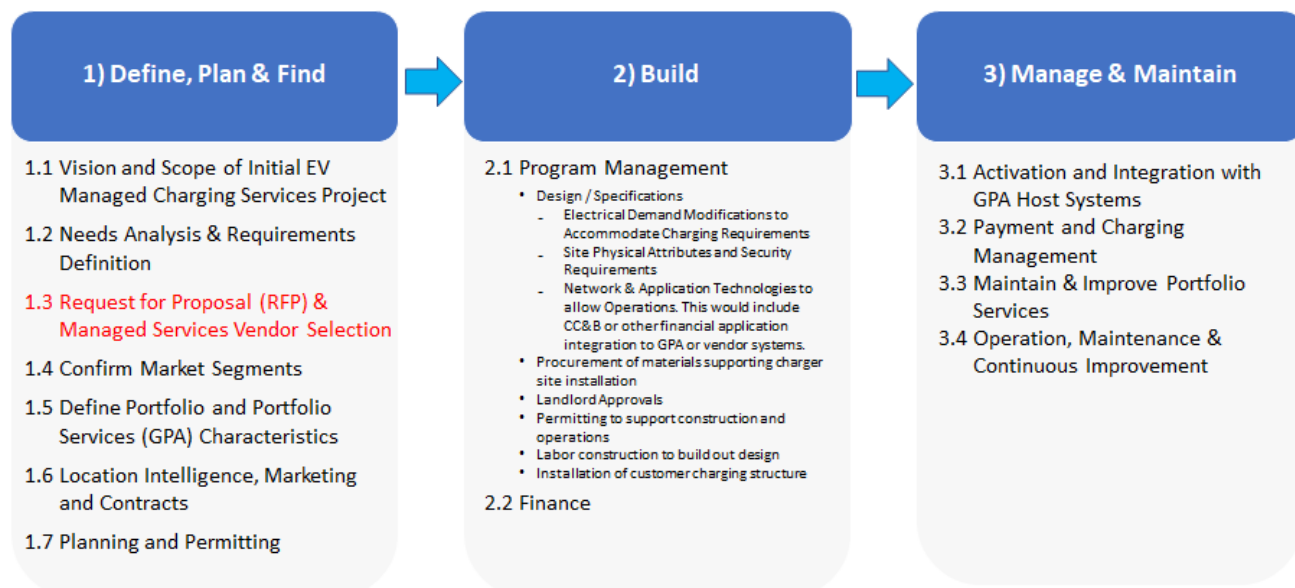 1) Define, Plan & Find
1.1 Vision and Scope of Initial EV
Managed Charging Services Project
1.2 Needs Analysis & Requirements
Definition
1.3 Request for Proposal (RFP) &
Managed Services Vendor Selection
1.4 Confirm Market Segments
1.5 Define Portfolio and Portfolio
Services (GPA) Characteristics
1.6 Location Intelligence, Marketing
and Contracts
1.7 Planning and Permitting
2) Build
2.1 Program Management
• Design / Specifications
- Electrical Demand Modifications to
Accommodate Charging Requirements
- Site Physical Attributes and Security
Requirements
- Network & Application Technologies to
allow Operations. This would include
CC&B or other financial application
integration to GPA or vendor systems.
• Procurement of materials supporting charger
site installation
• Landlord Approvals
• Permitting to support construction and
operations
• Labor construction to build out design
• Installation of customer charging structure
2.2 Finance
3) Manage & Maintain
3.1 Activation and Integration with
GPA Host Systems
3.2 Payment and Charging
Management
3.3 Maintain & Improve Portfolio
Services
3.4 Operation, Maintenance &
Continuous Improvement